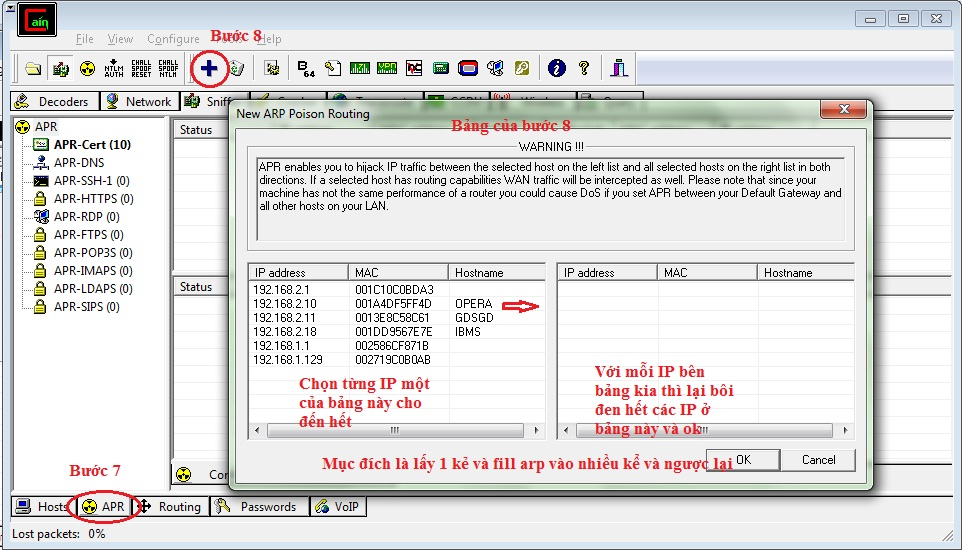 Cain
File View Configure Tools Help
Bước 8
NTLM AUTH CHALL SPOOF RESET CHALL SPOOF NTLM B64
Decoders Network Sniffer
New ARP Poison Routing
Bảng của bước 8
WARNING !!!
APR enables you to hijack IP traffic between the selected host on the left list and all selected hosts on the right list in both
directions. If a selected host has routing capabilities WAN traffic will be intercepted as well. Please note that since your
machine has not the same performance of a router you could cause DoS if you set APR between your Default Gateway and
all other hosts on your LAN.
APR
APR-Cert (10)
APR-DNS
APR-SSH-1 (0)
APR-HTTPS (0)
APR-RDP (0)
APR-FTPS (0)
APR-POP3S (0)
APR-IMAPS (0)
APR-LDAPS (0)
APR-SIPS (0)
Status
Status
IP address MAC Hostname
192.168.2.1 001C10C0BDA3
192.168.2.10 001A4DF5FF4D OPERA
192.168.2.11 0013E8C58C61 GDSGD
192.168.2.18 001DD9567E7E IBMS
192.168.1.1 002586CF871B
192.168.1.129 002719C0B0AB
Chọn từng IP một
của bảng này cho
đến hết
IP address MAC Hostname
Với mỗi IP bên
bảng kia thì lại bôi
đen hết các IP ở
bảng này và ok
Mục đích là lấy 1 kẻ và fill arp vào nhiều kể và ngược lại
OK Cancel
Bước 7
Con
Hosts APR Routing Passwords VoIP
Lost packets: 0%